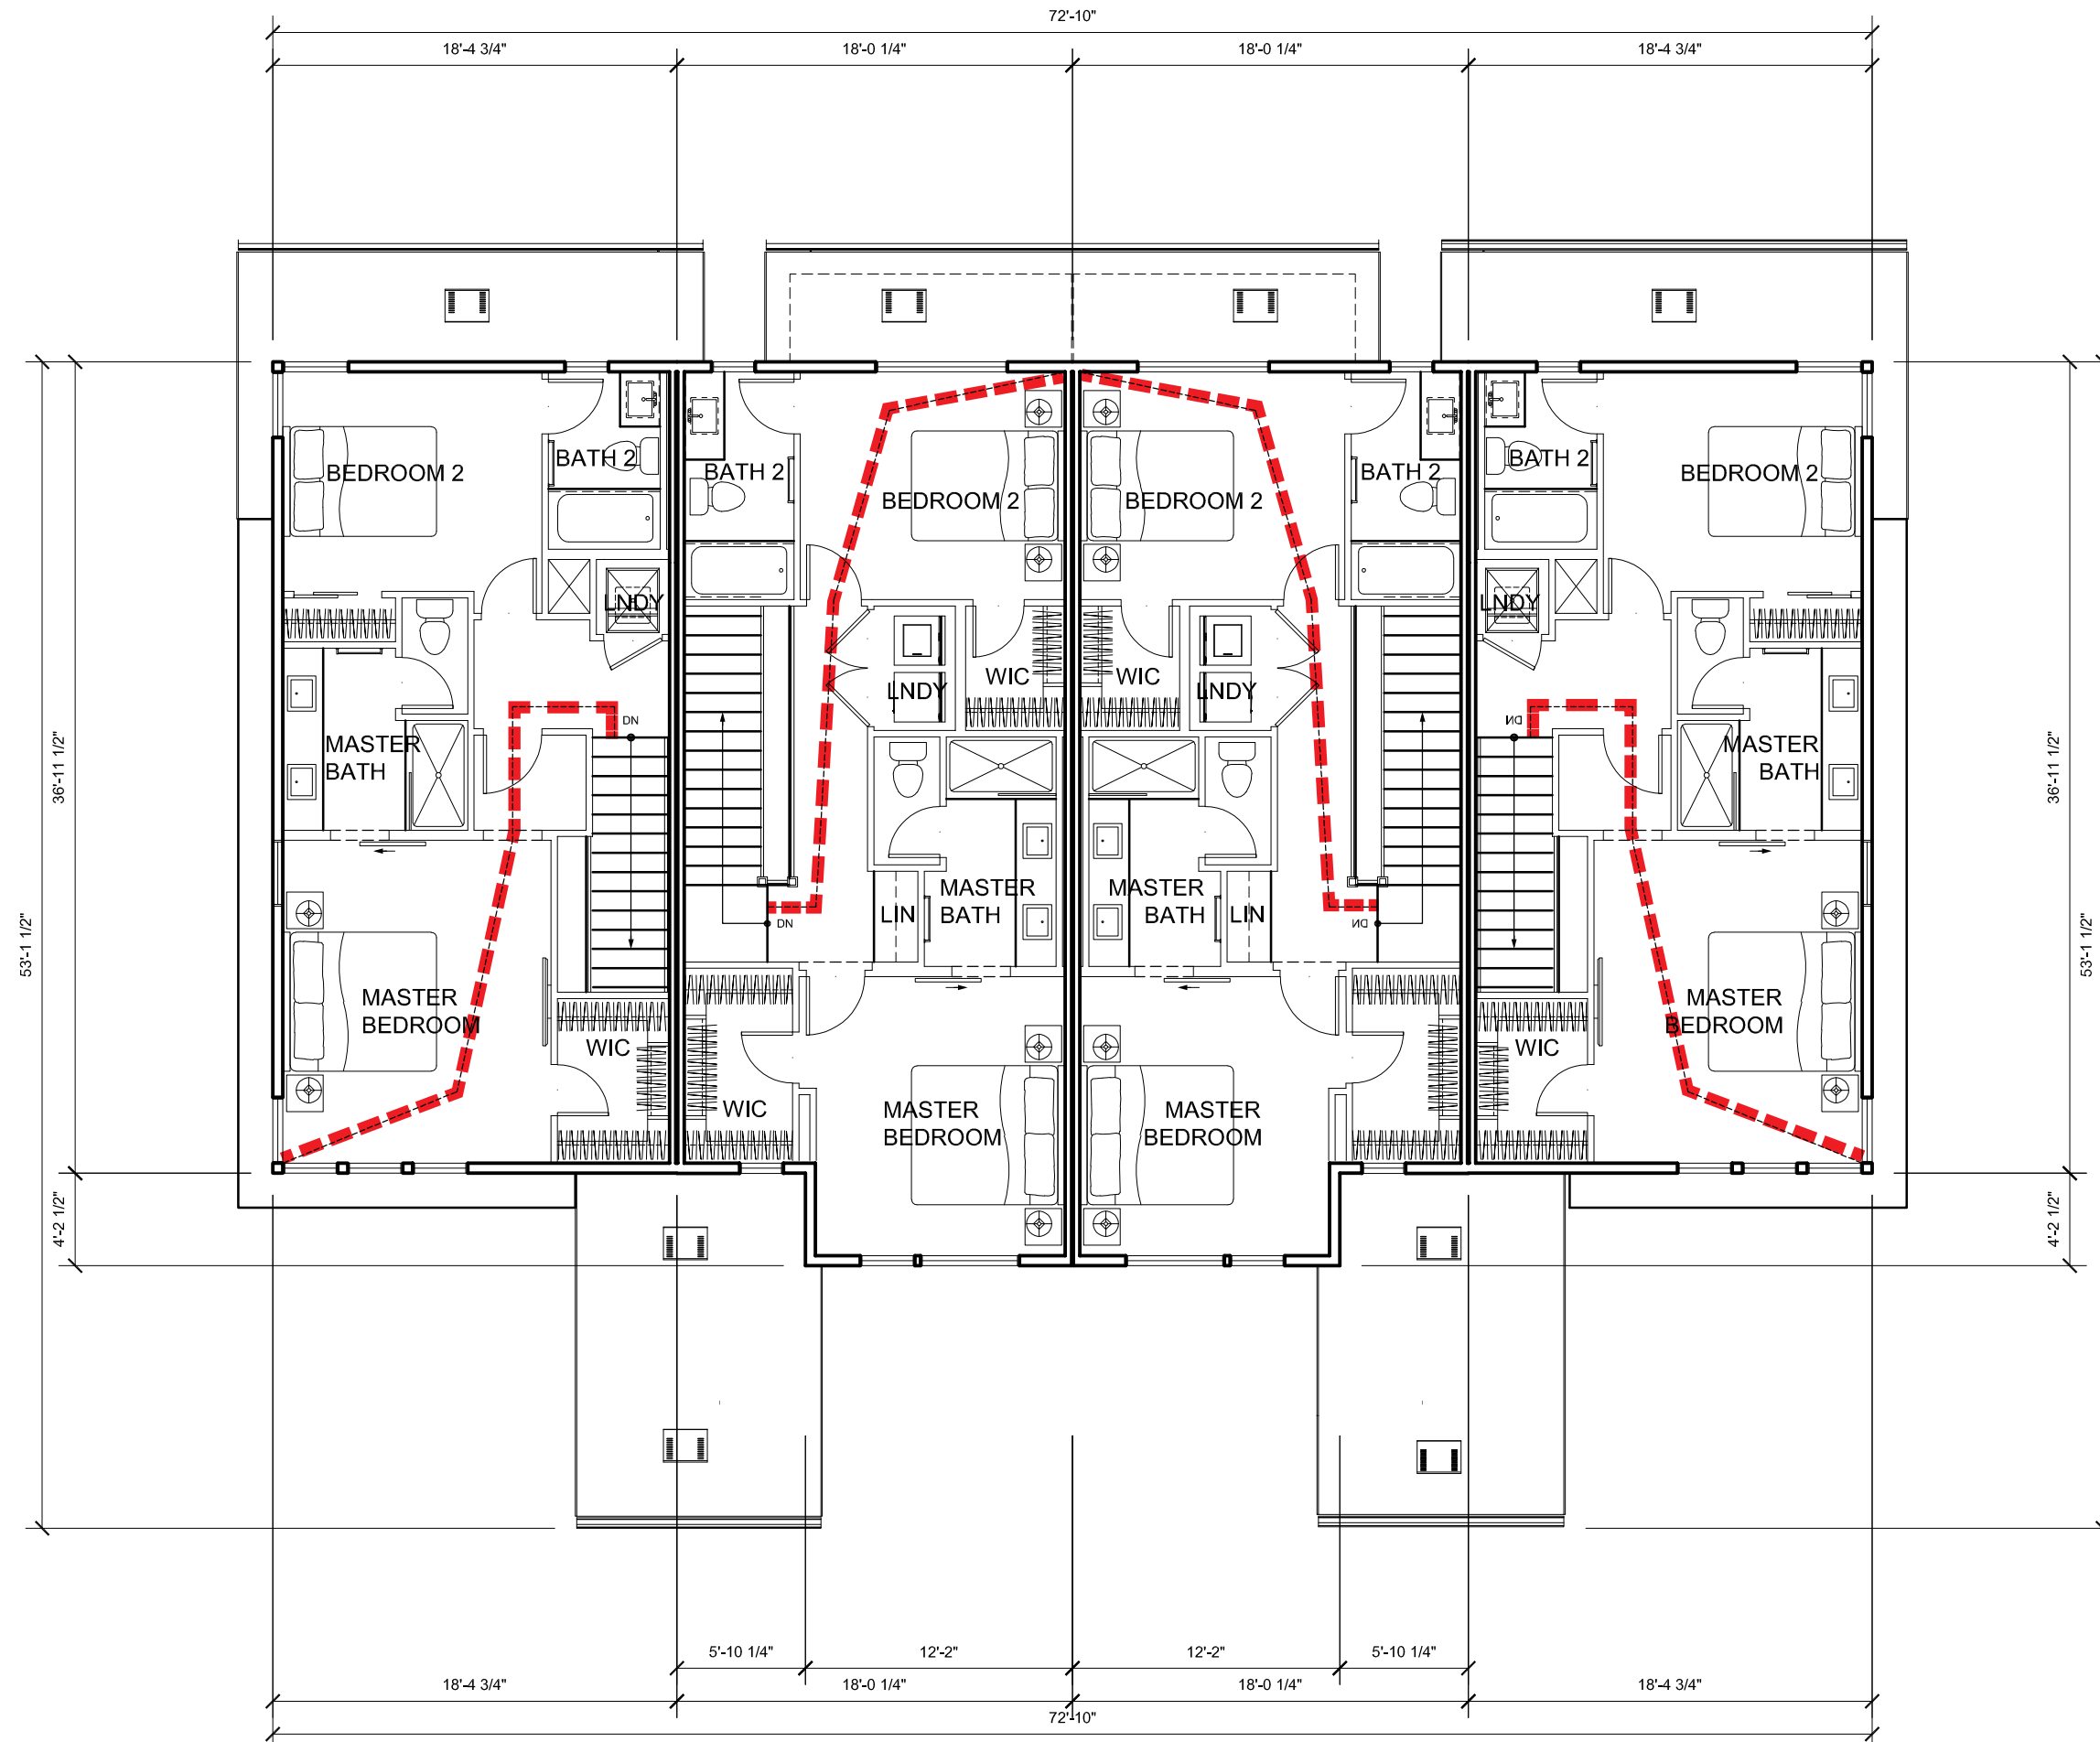 72'-10"
18'-4 3/4"
18'-0 1/4"
18'-0 1/4"
18'-4 3/4"
BEDROOM 2
BATH 2
BATH 2
BEDROOM 2
BEDROOM 2
BATH 2
BATH 2
BEDROOM 2
LNDY
LNDY
WIC
WIC
LNDY
LNDY
DN
DN
MASTER
BATH
MASTER
BATH
36'-11 1/2"
36'-11 1/2"
53'-1 1/2"
53'-1 1/2"
LIN
MASTER
BATH
MASTER
BATH
LIN
DN
DN
MASTER
BEDROOM
WIC
WIC
MASTER
BEDROOM
MASTER
BEDROOM
MASTER
BEDROOM
WIC
MASTER
BEDROOM
4'-2 1/2"
4'-2 1/2"
5'-10 1/4"
12'-2"
12'-2"
5'-10 1/4"
18'-4 3/4"
18'-0 1/4"
18'-0 1/4"
18'-4 3/4"
72'-10"